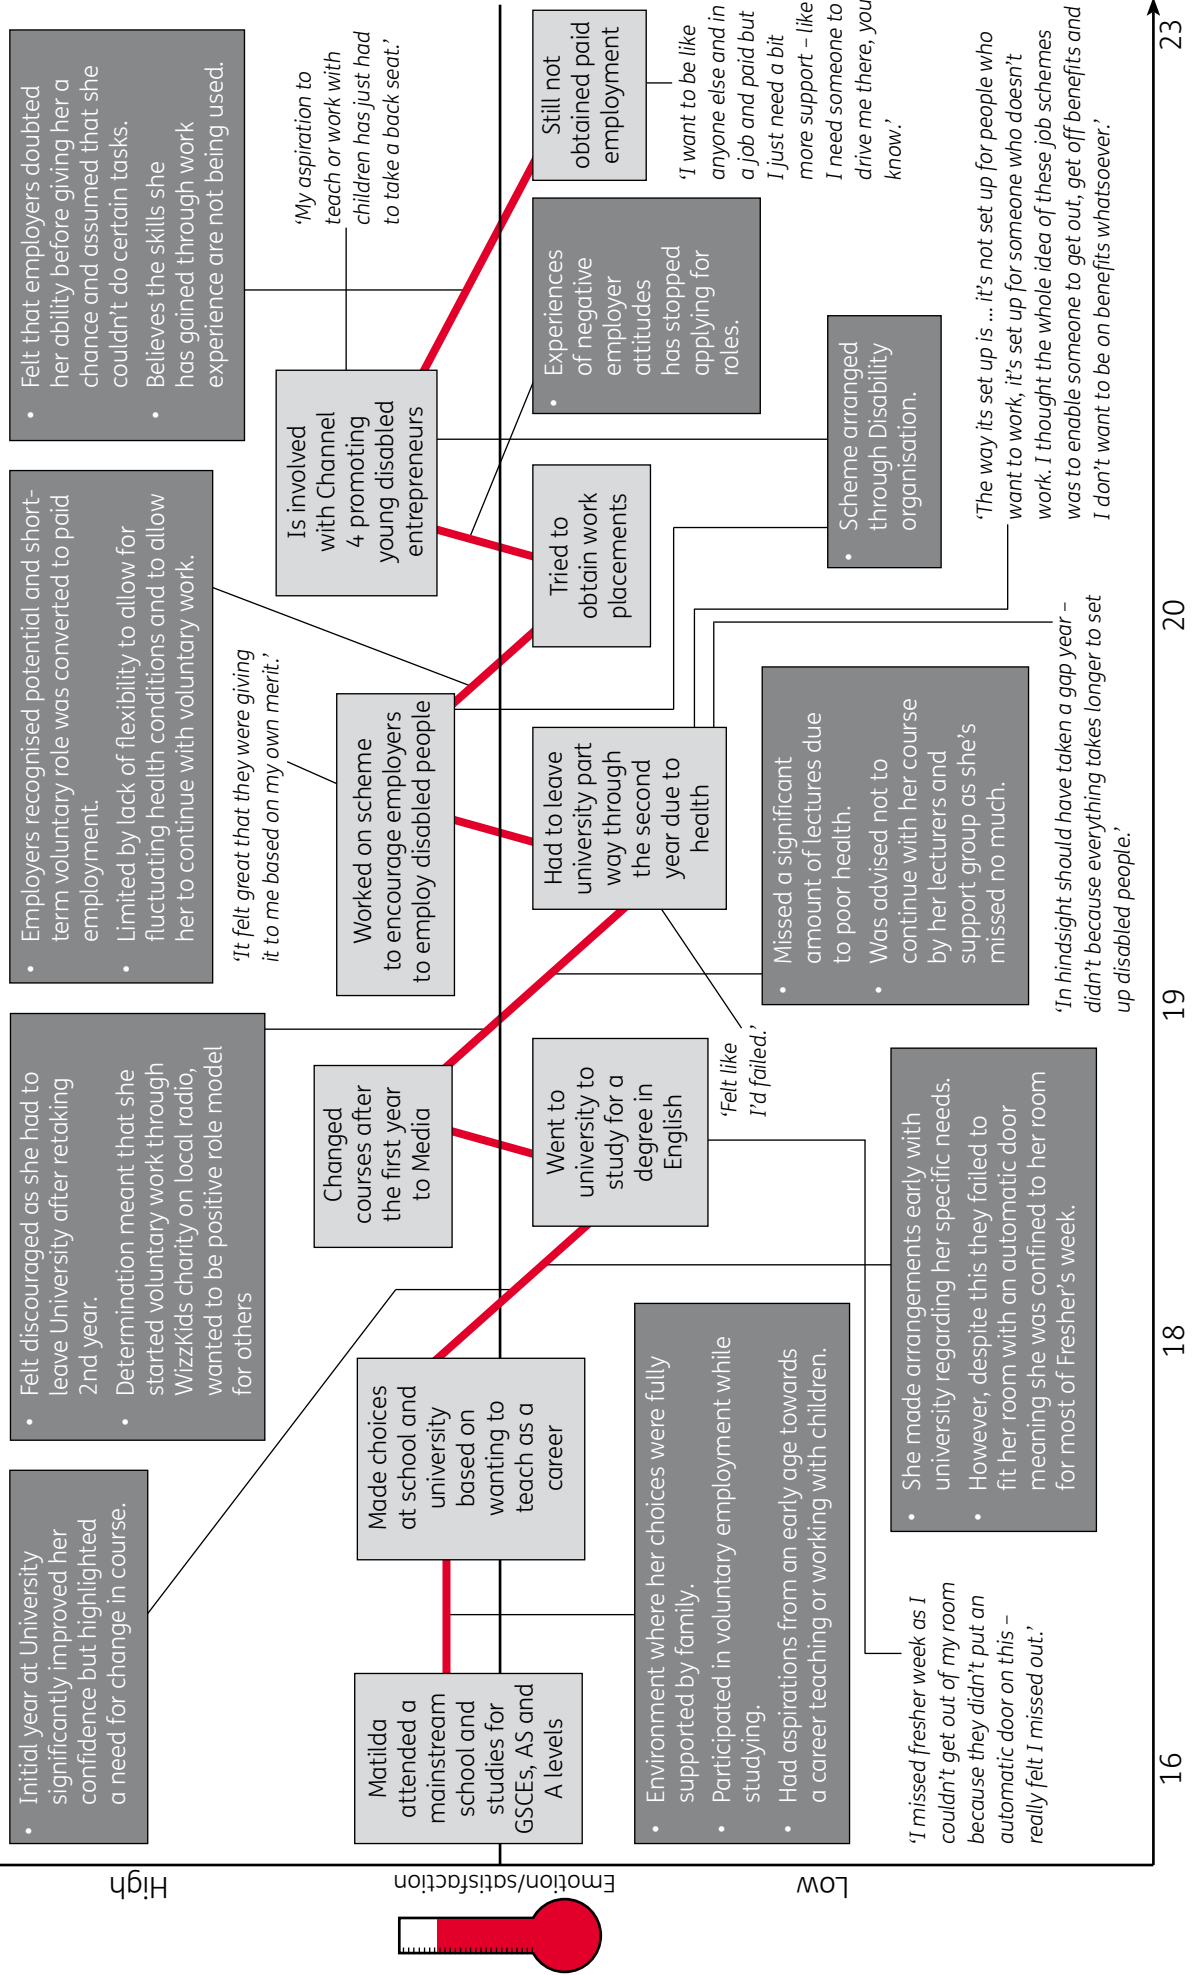 High
Emotion/satisfaction
Low
• Initial year at University
significantly improved her
confidence but highlighted
a need for change in course.
• Felt discouraged as she had to
leave University after retaking
2nd year.
• Determination meant that she
started voluntary work through
WizzKids charity on local radio,
wanted to be positive role model
for others
• Employers recognised potential and short-
term voluntary role was converted to paid
employment.
• Limited by lack of flexibility to allow for
fluctuating health conditions and to allow
her to continue with voluntary work.
• Felt that employers doubted
her ability before giving her a
chance and assumed that she
couldn’t do certain tasks.
• Believes the skills she
has gained through work
experience are not being used.
‘It felt great that they were giving
it to me based on my own merit.’
‘My aspiration to
teach or work with
children has just had
to take a back seat.’
Matilda
attended a
mainstream
school and
studies for
GSCEs, AS and
A levels
Made choices
at school and
university
based on
wanting to
teach as a
career
Changed
courses after
the first year
to Media
Went to
university to
study for a
degree in
English
Worked on scheme
to encourage employers
to employ disabled people
Had to leave
university part
way through
the second
year due to
health
Is involved
with Channel
4 promoting
young disabled
entrepreneurs
Tried to
obtain work
placements
Still not
obtained paid
employment
• Environment where her choices were fully
supported by family.
• Participated in voluntary employment while
studying.
• Had aspirations from an early age towards
a career teaching or working with children.
‘Felt like
I’d failed.’
• Missed a significant
amount of lectures due
to poor health.
• Was advised not to
continue with her course
by her lecturers and
support group as she’s
missed no much.
• Experiences
of negative
employer
attitudes
has stopped
applying for
roles.
‘I want to be like
anyone else and in
a job and paid but
I just need a bit
more support – like
I need someone to
drive me there, you
know.’
• Scheme arranged
through Disability
organisation.
• She made arrangements early with
university regarding her specific needs.
• However, despite this they failed to
fit her room with an automatic door
meaning she was confined to her room
for most of Fresher’s week.
‘I missed fresher week as I
couldn’t get out of my room
because they didn’t put an
automatic door on this –
really felt I missed out.’
‘The way its set up is ... it’s not set up for people who
want to work, it’s set up for someone who doesn’t
work. I thought the whole idea of these job schemes
was to enable someone to get out, get off benefits and
I don’t want to be on benefits whatsoever.’
‘In hindsight should have taken a gap year –
didn’t because everything takes longer to set
up disabled people.’
16
18
19
20
23